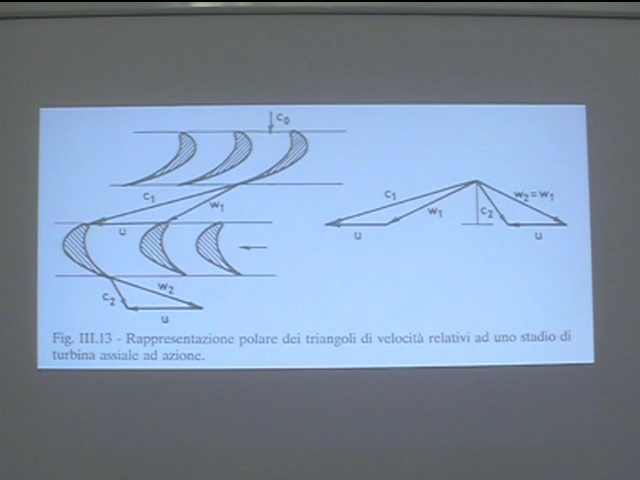 c0
c1
w1
u
w2
c2
u
c1
w1
c2
w2=w1
u
u
Fig. III.13 - Rappresentazione polare dei triangoli di velocità relativi ad uno stadio di
turbina assiale ad azione.